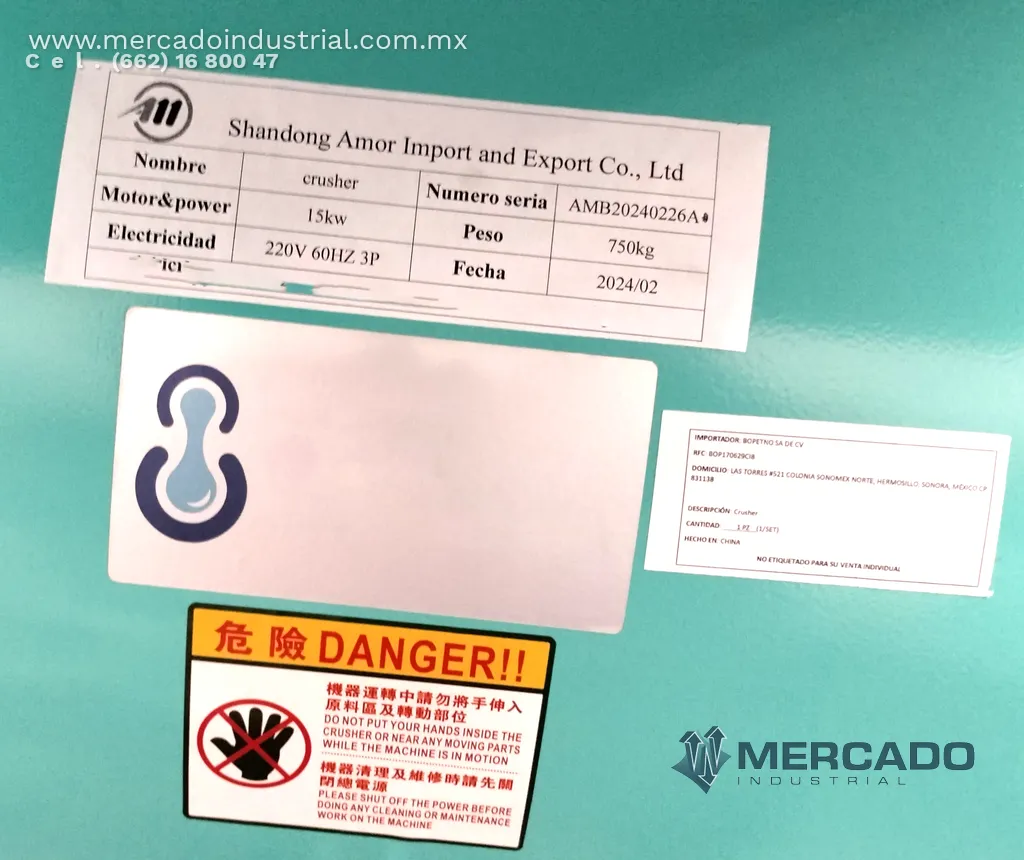 www.mercadoindustrial.com.mx
Cel. (662) 16 800 47
AM
Shandong Amor Import and Export Co., Ltd
Nombre crusher Numero seria AMB20240226A
Motor&power 15kw Peso 750kg
Electricidad 220V 60HZ 3P Fecha 2024/02
IMPORTADOR: BOPETNO SA DE CV
RFC: BOP170629CI8
DOMICILIO: LAS TORRES #521 COLONIA SONOMEX NORTE, HERMOSILLO. SONORA, MÉXICO CP
831138
DESCRIPCIÓN: Crusher
CANTIDAD: 1 PZ (1/SET)
HECHO EN: CHINA
NO ETIQUETADO PARA SU VENTA INDIVIDUAL
危險 DANGER!!
機器運轉中請勿將手伸入
原料區及轉動部位
DO NOT PUT YOUR HANDS INSIDE THE
CRUSHER OR NEAR ANY MOVING PARTS
WHILE THE MACHINE IS IN MOTION
機器清理及維修時請先關
閉總電源
PLEASE SHUT OFF THE POWER BEFORE
DOING ANY CLEANING OR MAINTENANCE
WORK ON THE MACHINE
MERCADO
INDUSTRIAL